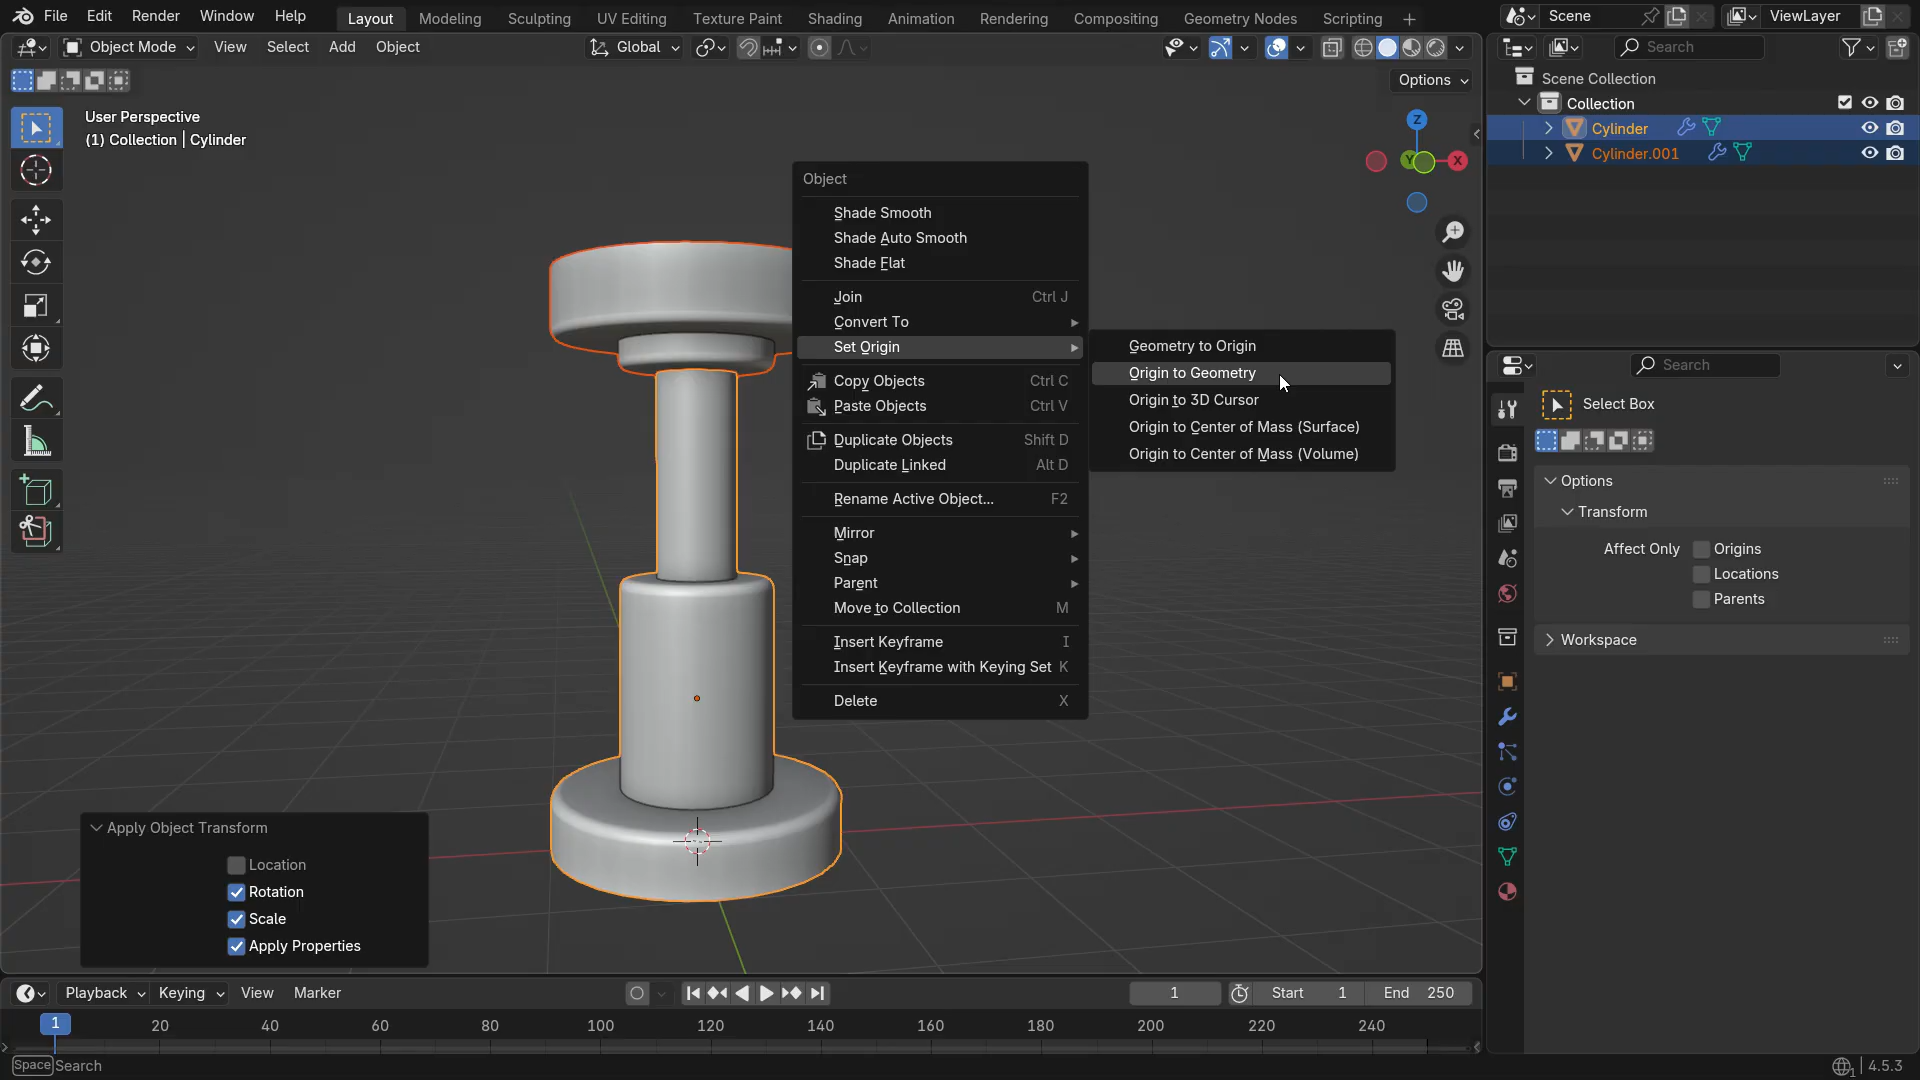 File Edit Render Window Help
Layout Modeling Sculpting UV Editing Texture Paint Shading Animation Rendering Compositing Geometry Nodes Scripting
Scene ViewLayer
Object Mode View Select Add Object Global
Search
Options
User Perspective
(1) Collection | Cylinder
Z
Y
X
Scene Collection
Collection
Cylinder
Cylinder.001
Object
Shade Smooth
Shade Auto Smooth
Shade Flat
Join Ctrl J
Convert To
Set Origin
Copy Objects Ctrl C
Paste Objects Ctrl V
Duplicate Objects Shift D
Duplicate Linked Alt D
Rename Active Object... F2
Mirror
Snap
Parent
Move to Collection M
Insert Keyframe I
Insert Keyframe with Keying Set K
Delete X
Geometry to Origin
Origin to Geometry
Origin to 3D Cursor
Origin to Center of Mass (Surface)
Origin to Center of Mass (Volume)
Search
Select Box
Options
Transform
Affect Only Origins
Locations
Parents
Workspace
Apply Object Transform
Location
Rotation
Scale
Apply Properties
Playback Keying View Marker
1 Start 1 End 250
1 20 40 60 80 100 120 140 160 180 200 220 240
Space Search
4.5.3